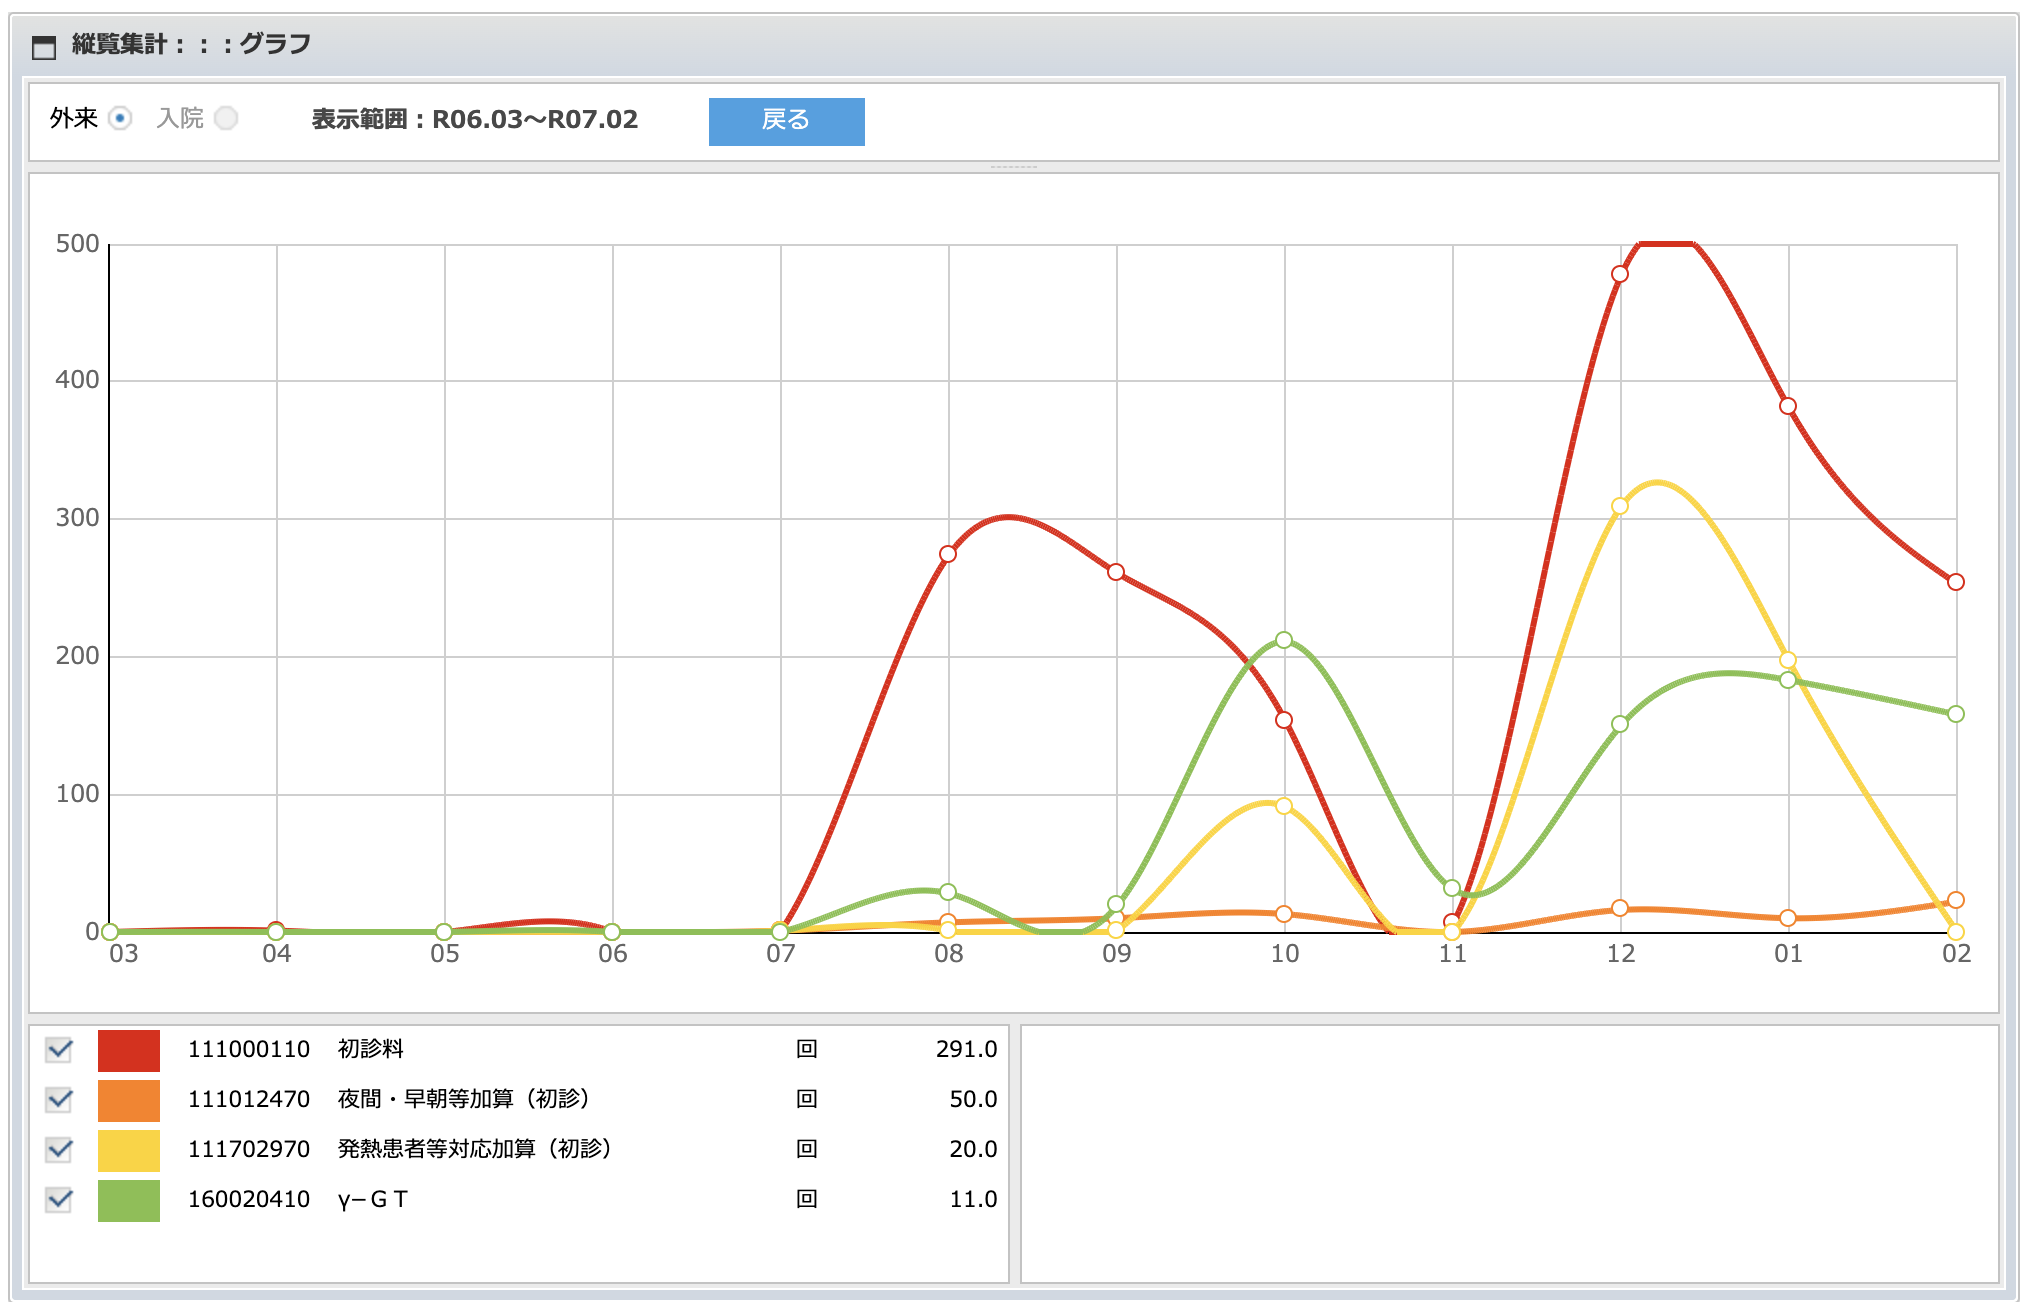 縦覧集計：：：グラフ
外来 入院 表示範囲：R06.03～R07.02 戻る
500
400
300
200
100
0
03 04 05 06 07 08 09 10 11 12 01 02
111000110 初診料 回 291.0
111012470 夜間・早朝等加算（初診） 回 50.0
111702970 発熱患者等対応加算（初診） 回 20.0
160020410 γ−ＧＴ 回 11.0